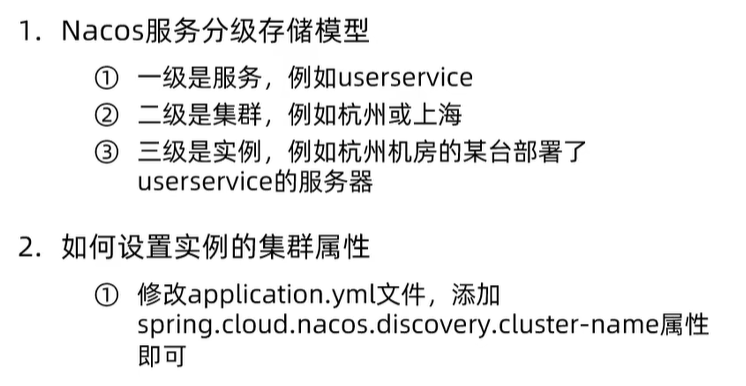 1. Nacos服务分级存储模型
① 一级是服务，例如userservice
② 二级是集群，例如杭州或上海
③ 三级是实例，例如杭州机房的某台部署了
userservice的服务器
2. 如何设置实例的集群属性
① 修改application.yml文件，添加
spring.cloud.nacos.discovery.cluster-name属性
即可